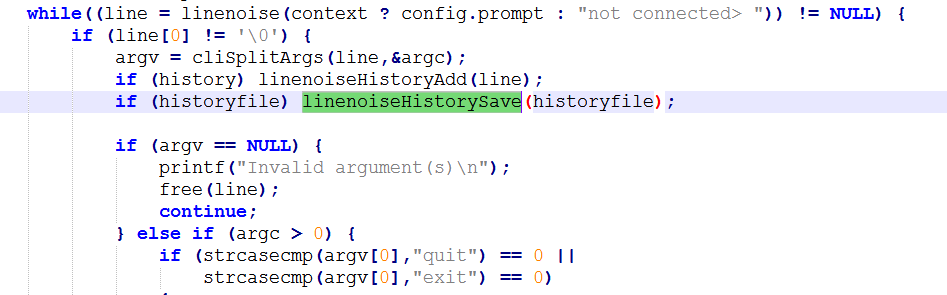 while((line = linenoise(context ? config.prompt : "not connected> ")) != NULL) {
if (line[0] != '\0') {
argv = cliSplitArgs(line,&argc);
if (history) linenoiseHistoryAdd(line);
if (historyfile) linenoiseHistorySave(historyfile);
if (argv == NULL) {
printf("Invalid argument(s)\n");
free(line);
continue;
} else if (argc > 0) {
if (strcasecmp(argv[0],"quit") == 0 ||
strcasecmp(argv[0],"exit") == 0)